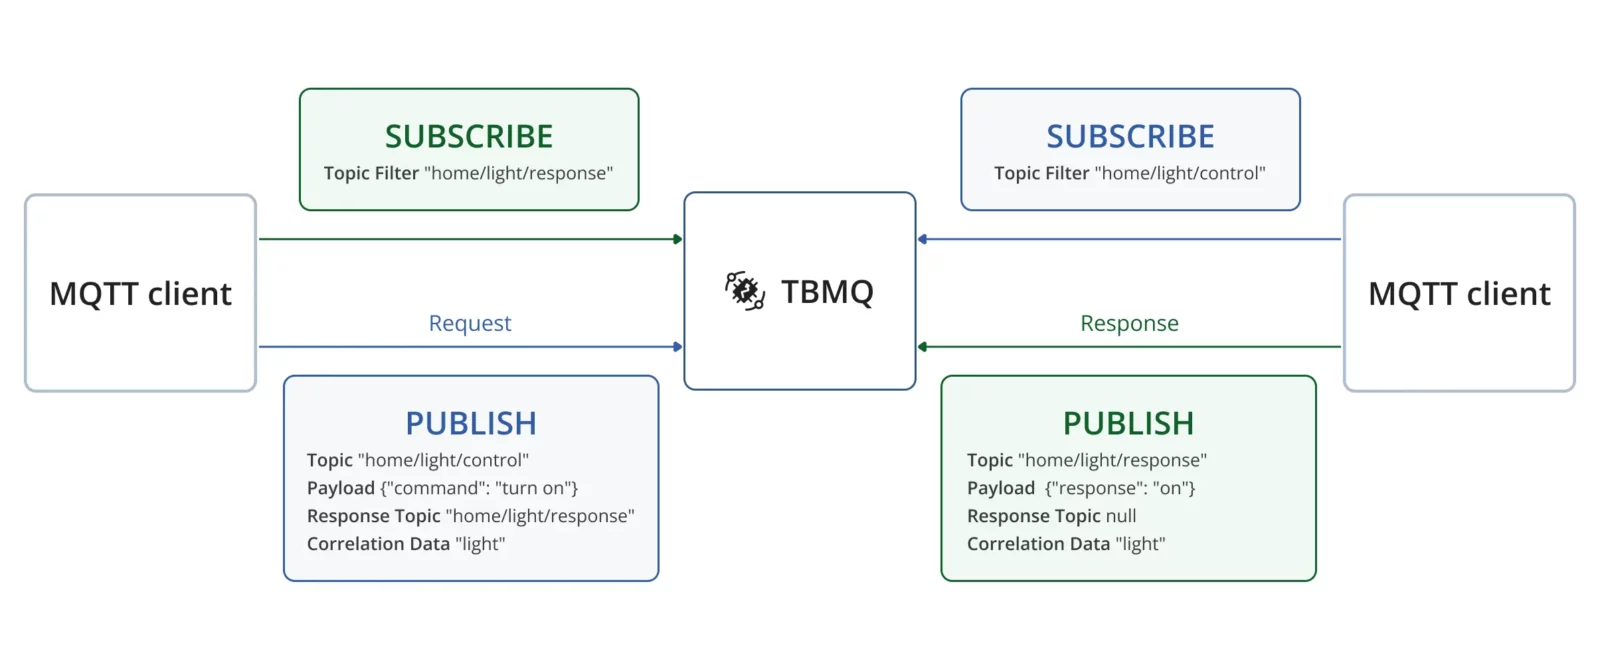 SUBSCRIBE
Topic Filter "home/light/response"
SUBSCRIBE
Topic Filter "home/light/control"
MQTT client
TBMQ
MQTT client
Request
Response
PUBLISH
Topic "home/light/control"
Payload {"command": "turn on"}
Response Topic "home/light/response"
Correlation Data "light"
PUBLISH
Topic "home/light/response"
Payload {"response": "on"}
Response Topic null
Correlation Data "light"